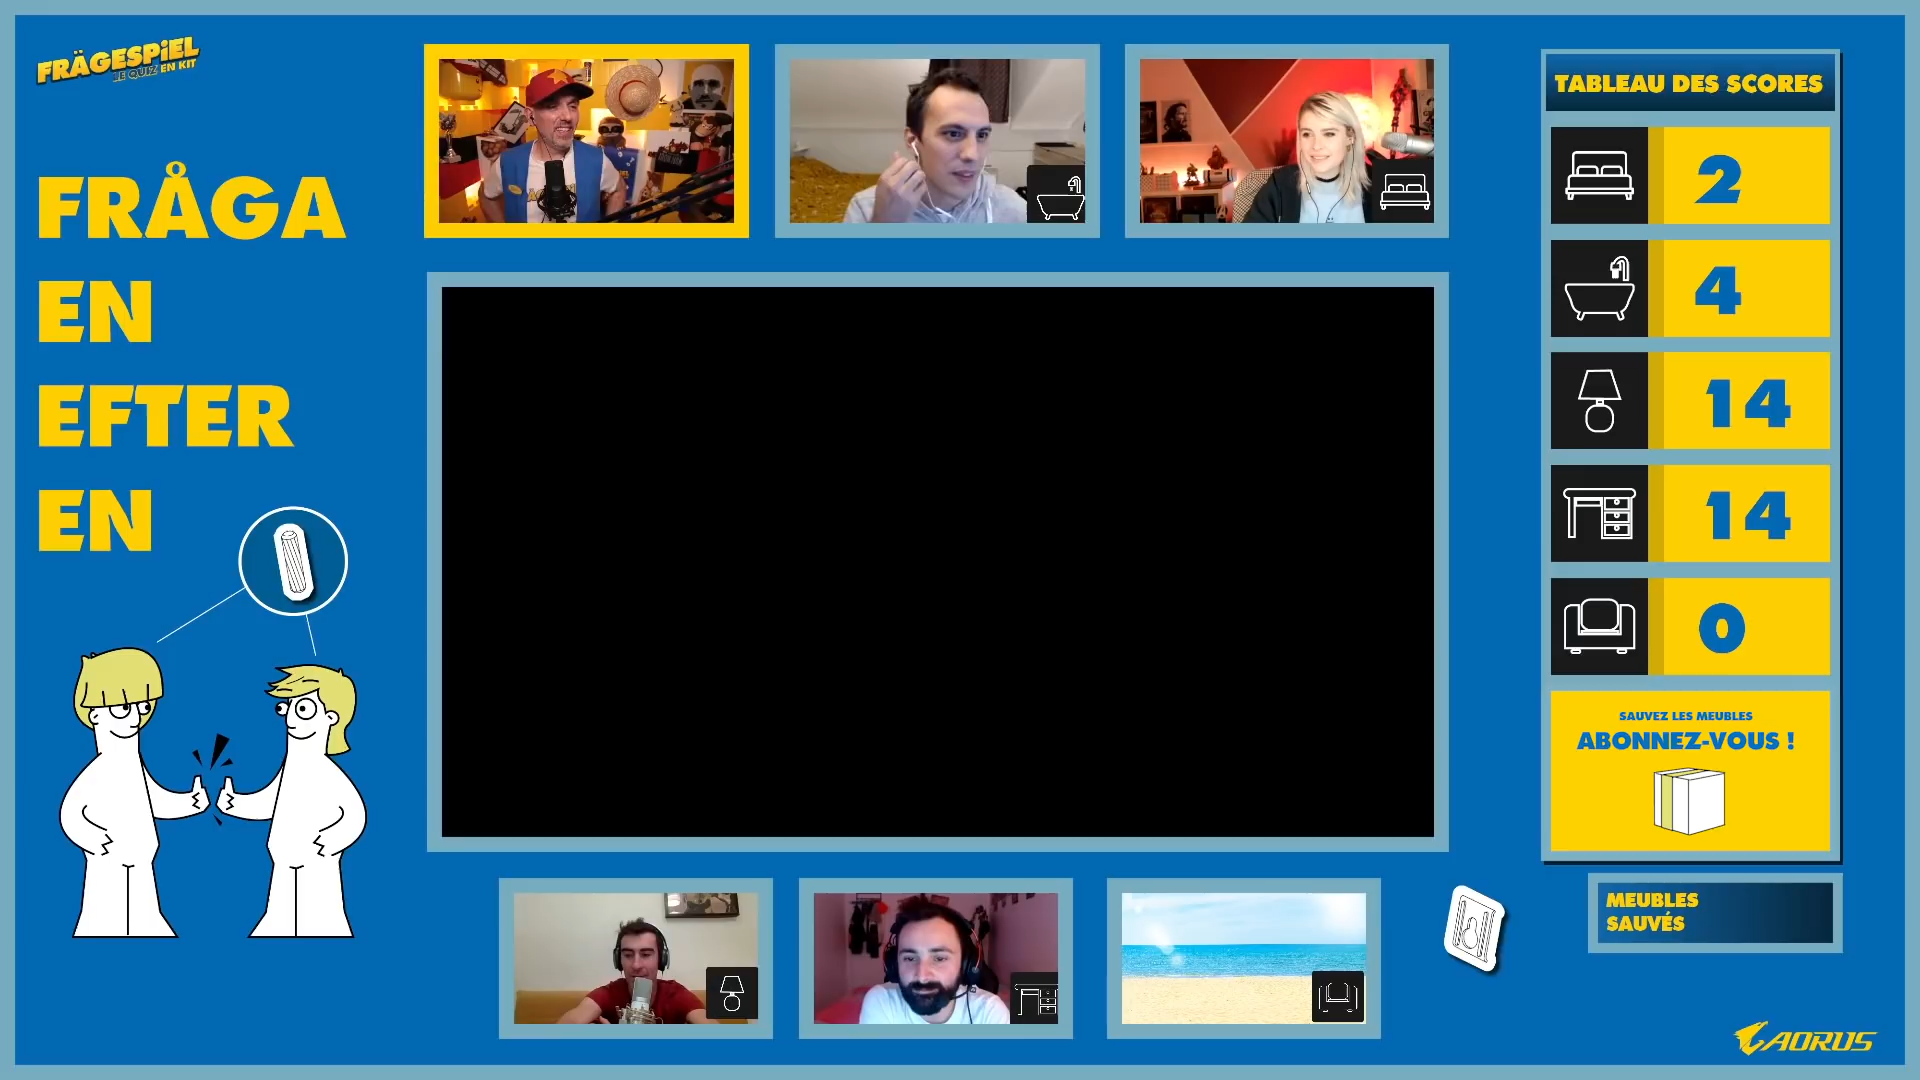 FRÄGESPIEL
LE QUIZ EN KIT
FRÅGA
EN
EFTER
EN
TABLEAU DES SCORES
2
4
14
14
0
SAUVEZ LES MEUBLES
ABONNEZ-VOUS !
MEUBLES
SAUVÉS
AORUS